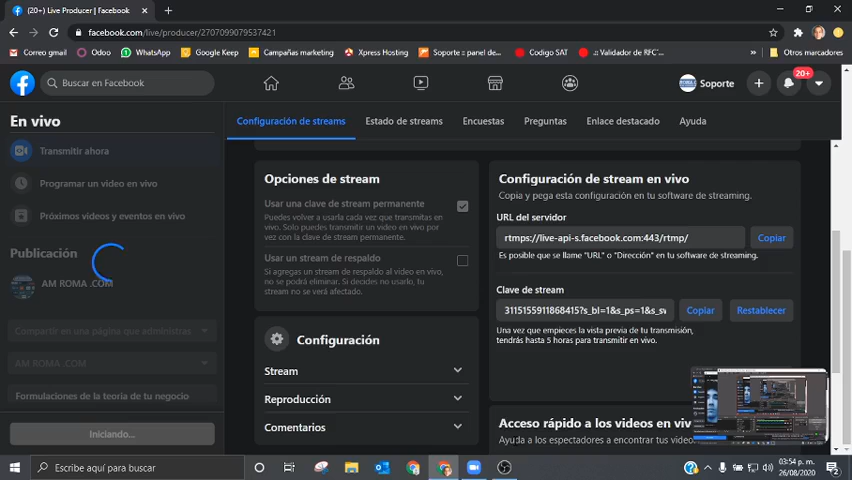 (20+) Live Producer | Facebook
facebook.com/live/producer/2707099079537421
Correo gmail
Odoo
WhatsApp
Google Keep
Campañas marketing
Xpress Hosting
Soporte :: panel de...
Codigo SAT
.:: Validador de RFC´...
Otros marcadores
Buscar en Facebook
Soporte
20+
En vivo
Configuración de streams
Estado de streams
Encuestas
Preguntas
Enlace destacado
Ayuda
Transmitir ahora
Programar un video en vivo
Próximos videos y eventos en vivo
Publicación
AM ROMA .COM
Compartir en una página que administras
AM ROMA .COM
Formulaciones de la teoria de tu negocio
Iniciando...
Opciones de stream
Usar una clave de stream permanente
Puedes volver a usarla cada vez que transmitas en
vivo. Solo puedes transmitir un video en vivo por
vez con la clave de stream permanente.
Usar un stream de respaldo
Si agregas un stream de respaldo al video en vivo,
no se podrá eliminar. Si decides no usarlo, tu
stream no se verá afectado.
Configuración
Stream
Reproducción
Comentarios
Configuración de stream en vivo
Copia y pega esta configuración en tu software de streaming.
URL del servidor
rtmps://live-api-s.facebook.com:443/rtmp/
Copiar
Es posible que se llame "URL" o "Dirección" en tu software de streaming.
Clave de stream
3115155911868415?s_bl=1&s_ps=1&s_sv
Copiar
Restablecer
Una vez que empieces la vista previa de tu transmisión,
tendrás hasta 5 horas para transmitir en vivo.
Acceso rápido a los videos en viv
Ayuda a los espectadores a encontrar tu video
Escribe aquí para buscar
03:54 p. m.
26/08/2020
2